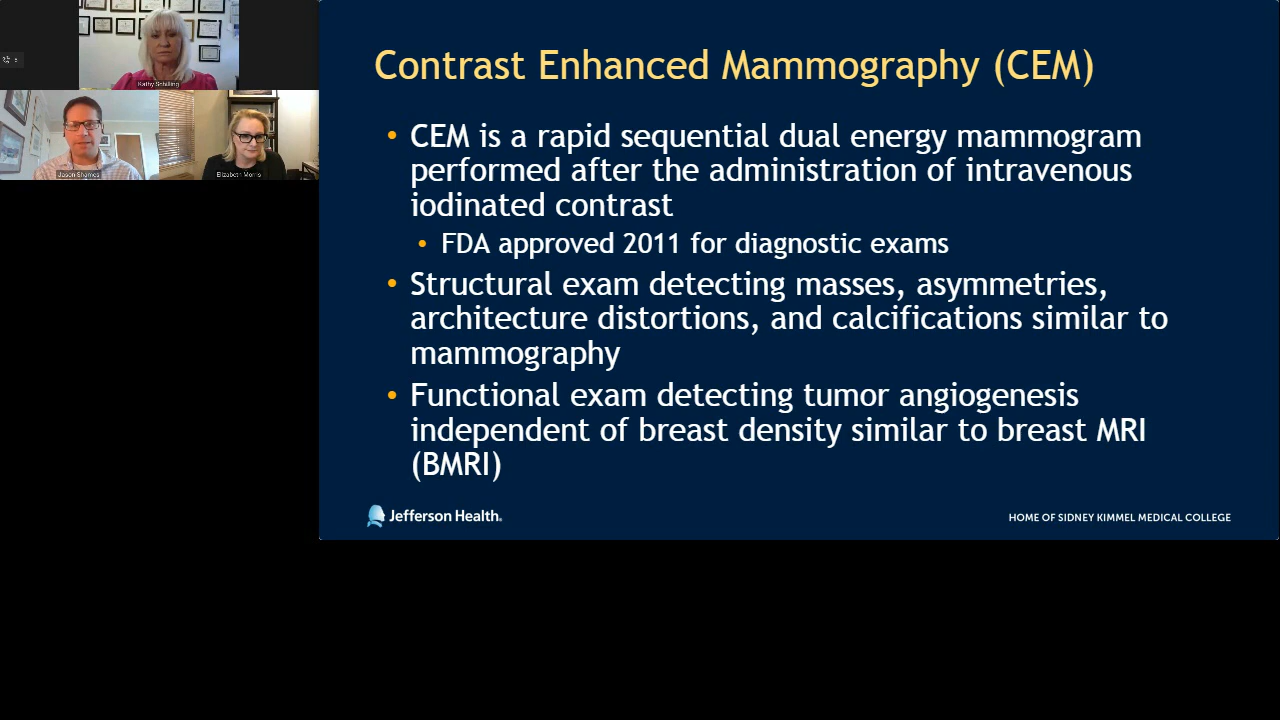 Kathy Schilling
Jason Shames
Elizabeth Morris
Contrast Enhanced Mammography (CEM)
• CEM is a rapid sequential dual energy mammogram
performed after the administration of intravenous
iodinated contrast
• FDA approved 2011 for diagnostic exams
• Structural exam detecting masses, asymmetries,
architecture distortions, and calcifications similar to
mammography
• Functional exam detecting tumor angiogenesis
independent of breast density similar to breast MRI
(BMRI)
Jefferson Health.
HOME OF SIDNEY KIMMEL MEDICAL COLLEGE